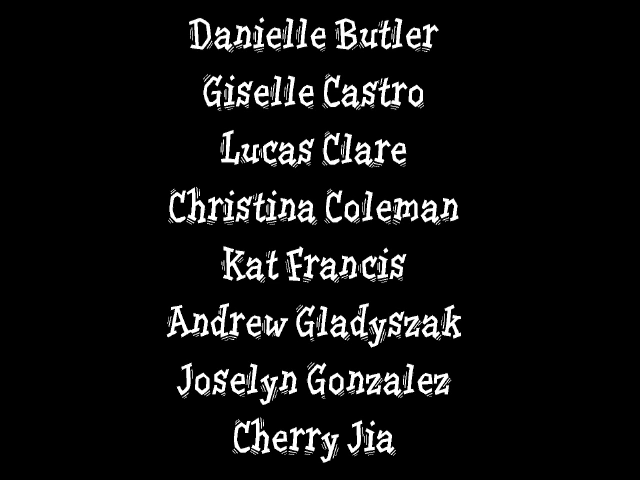 Danielle Butler
Giselle Castro
Lucas Clare
Christina Coleman
Kat Francis
Andrew Gladyszak
Joselyn Gonzalez
Cherry Jia